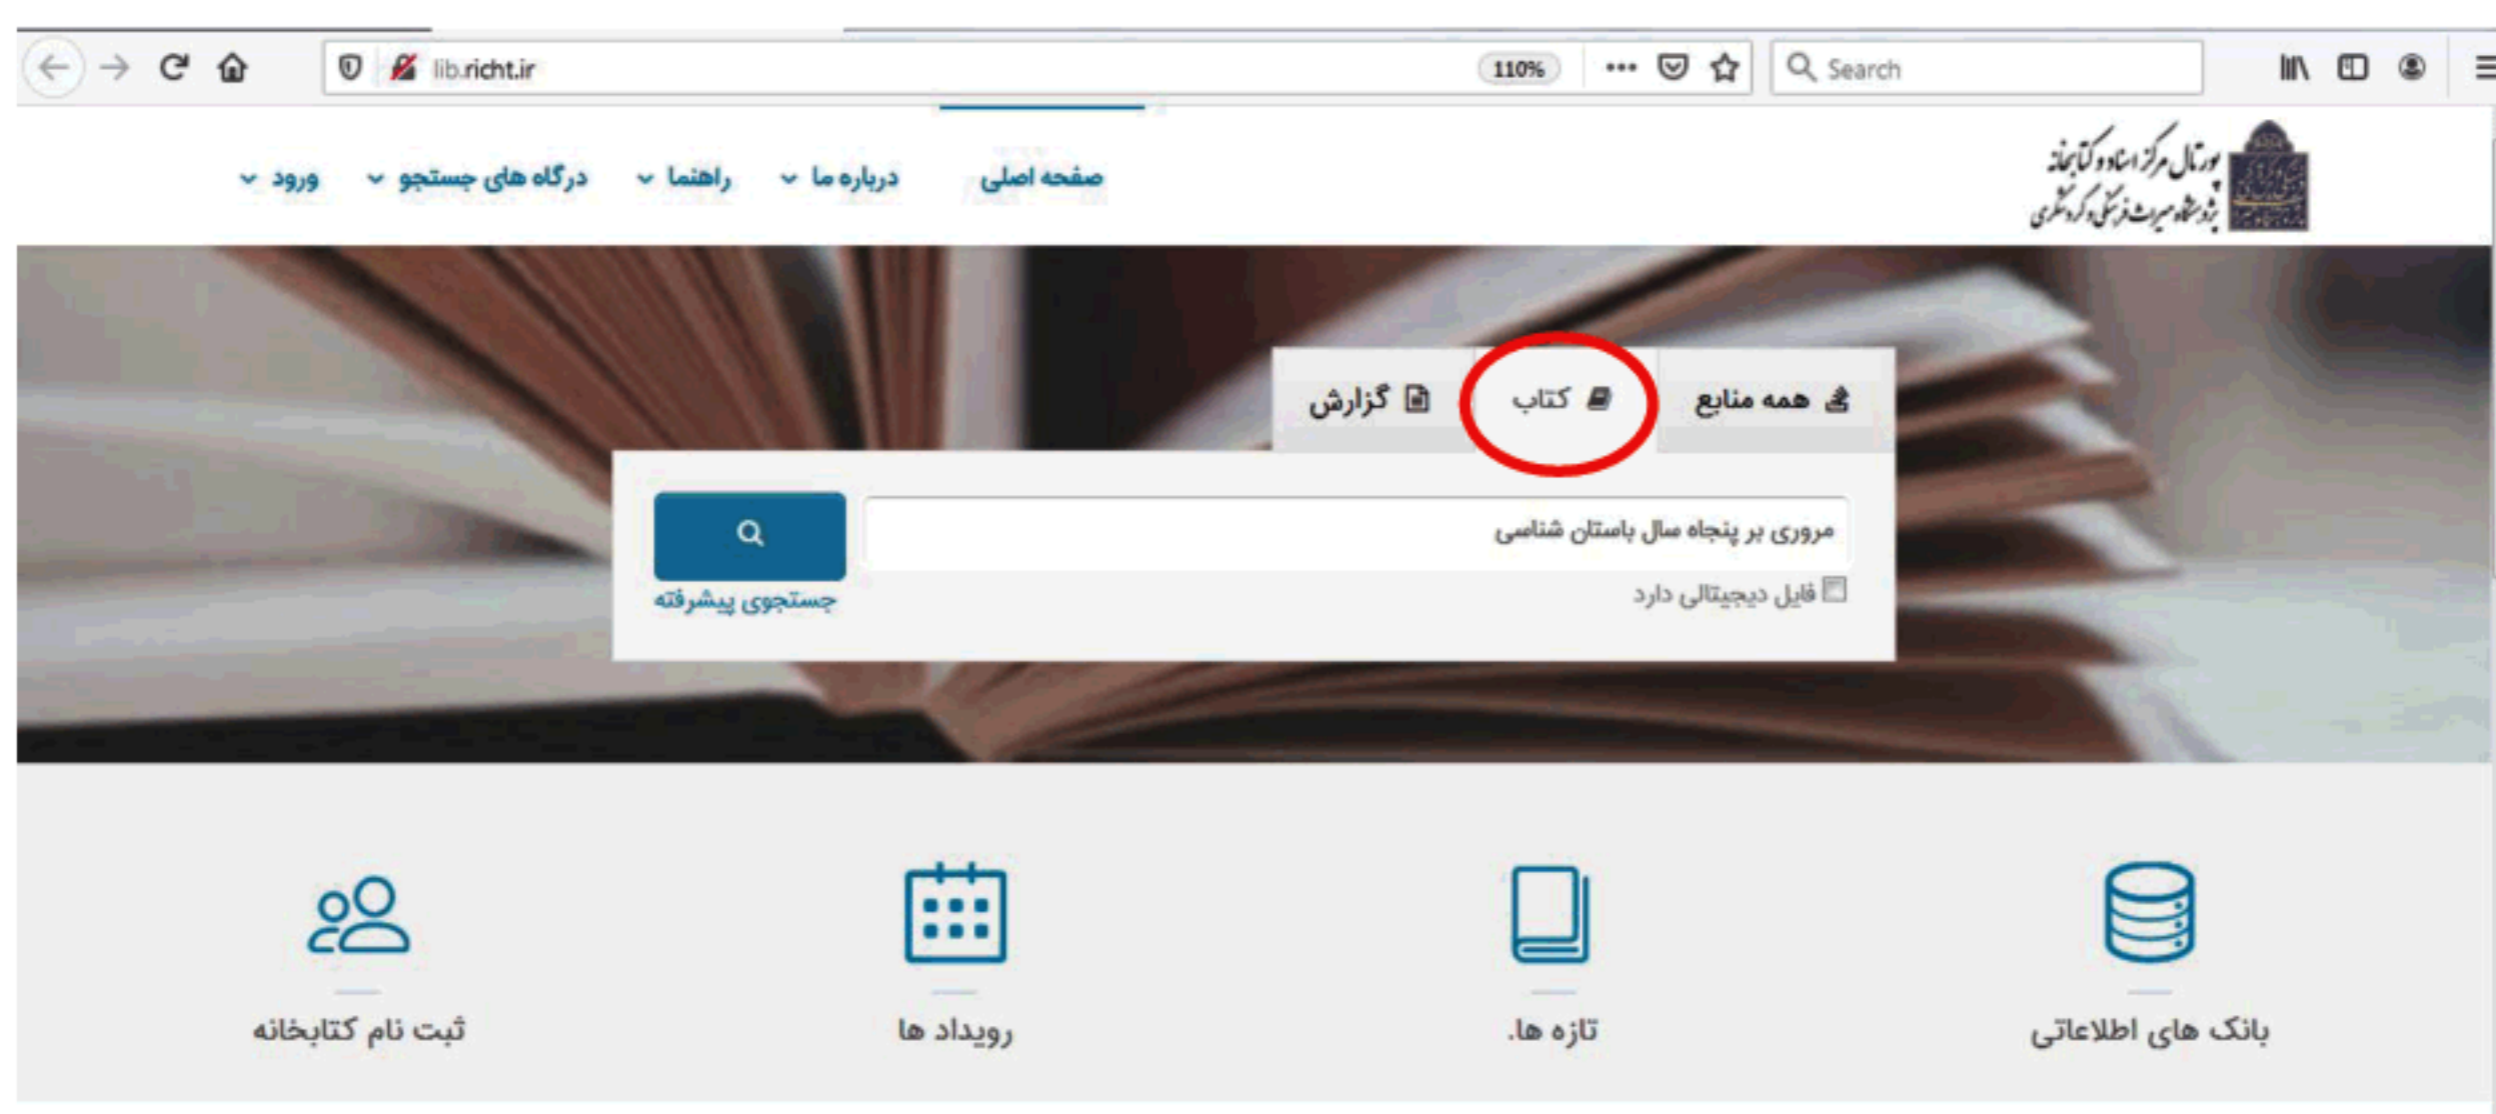 lib.richt.ir
110%
Search
پورتال مرکز اسناد و کتابخانه
پژوهشگاه میراث فرهنگی و گردشگری
صفحه اصلی
درباره ما
راهنما
درگاه های جستجو
ورود
همه منابع
کتاب
گزارش
مروری بر پنجاه سال باستان شناسی
فایل دیجیتالی دارد
جستجوی پیشرفته
بانک های اطلاعاتی
تازه ها.
رویداد ها
ثبت نام کتابخانه